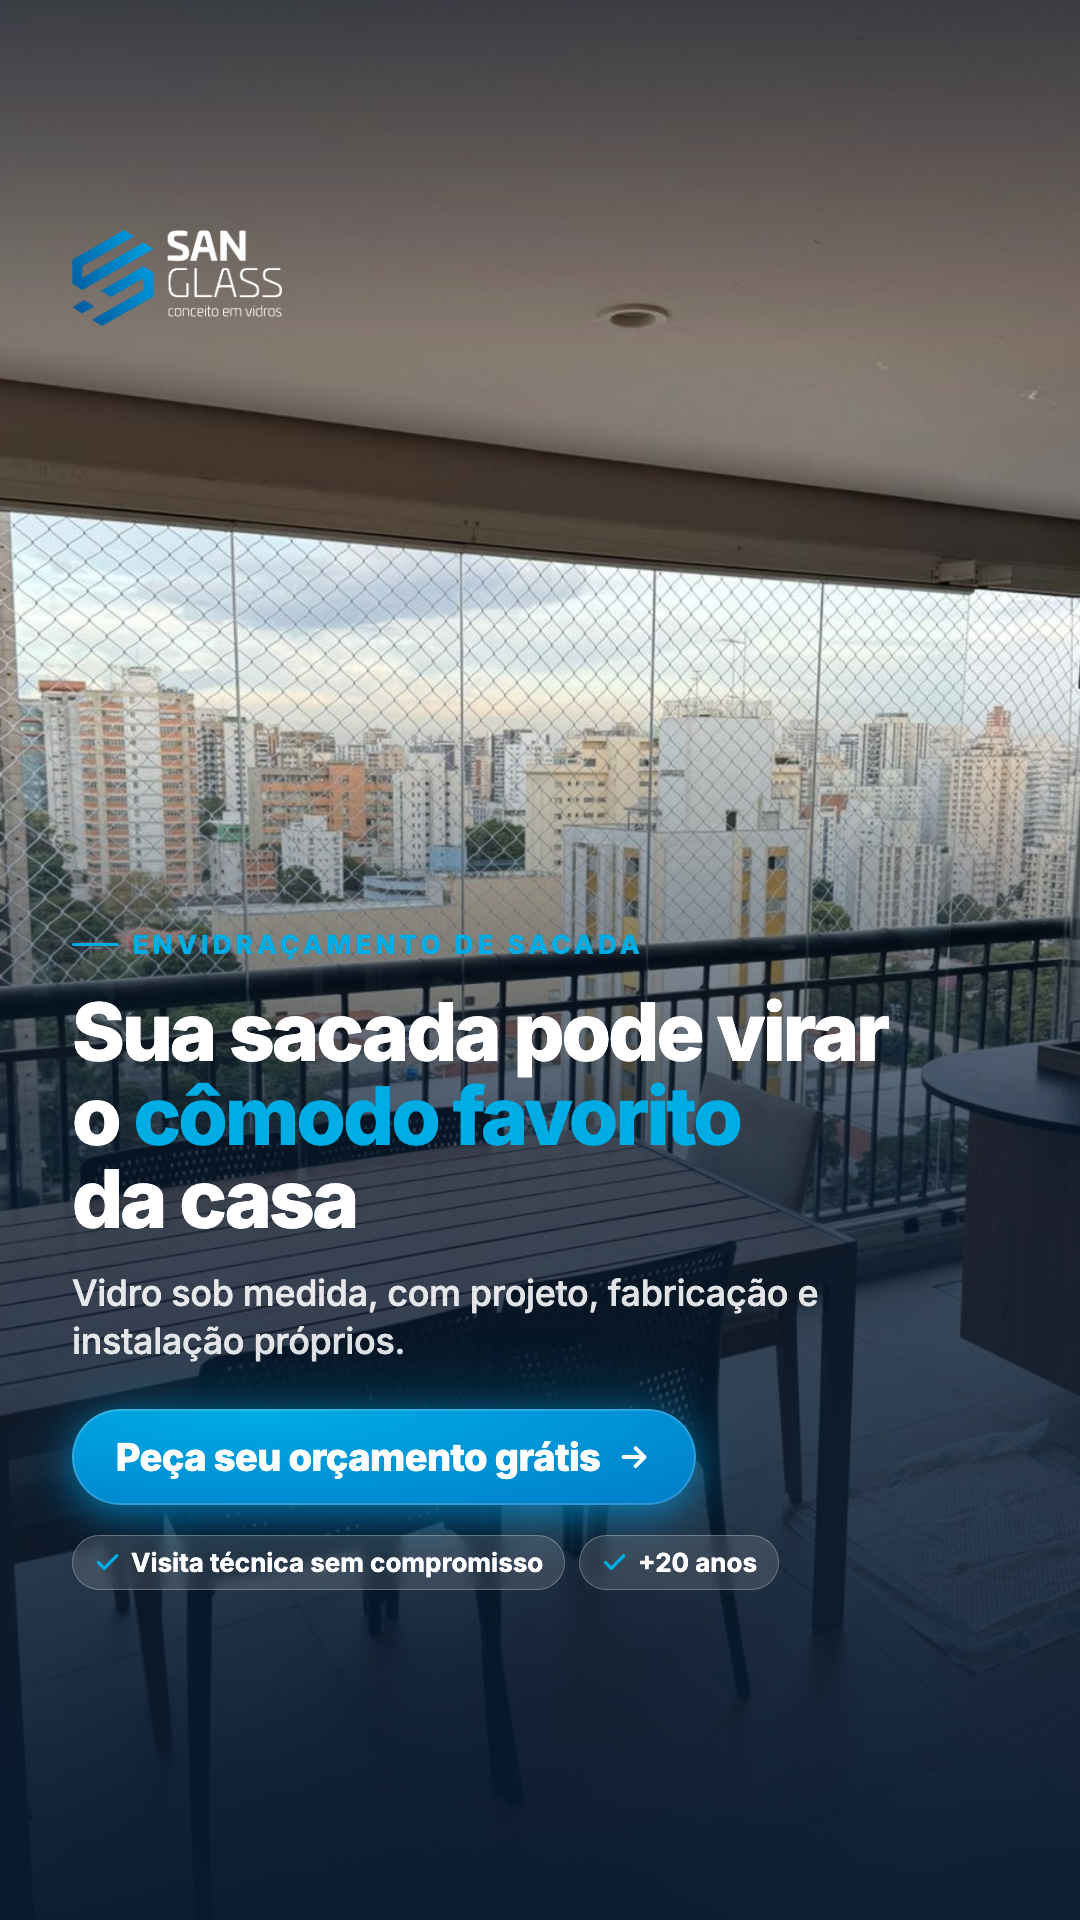 SAN
GLASS
conceito em vidros
ENVIDRAÇAMENTO DE SACADA
Sua sacada pode virar
o cômodo favorito
da casa
Vidro sob medida, com projeto, fabricação e
instalação próprios.
Peça seu orçamento grátis →
Visita técnica sem compromisso
+20 anos